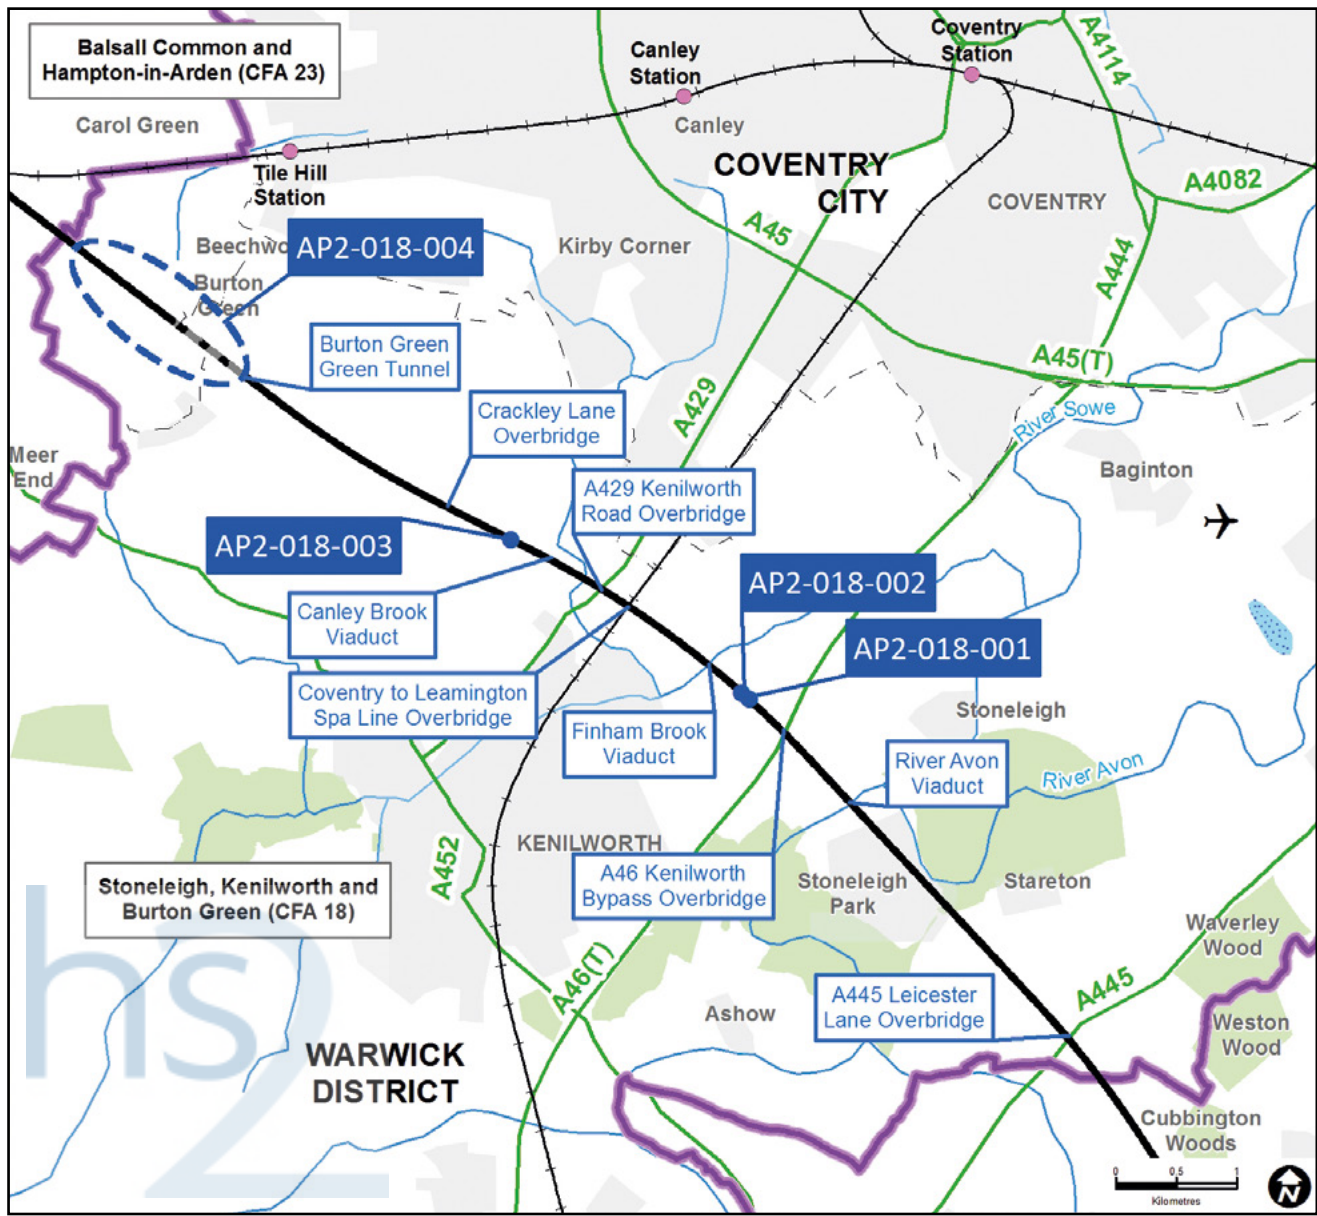 Balsall Common and
Hampton-in-Arden (CFA 23)
Carol Green
Tile Hill
Station
Canley
Station
Canley
Coventry
Station
A4114
COVENTRY
CITY
COVENTRY
A4082
A45
A444
Beechwo
AP2-018-004
Burton
Green
Kirby Corner
Burton Green
Green Tunnel
A45(T)
A429
River Sowe
Crackley Lane
Overbridge
Meer
End
Baginton
A429 Kenilworth
Road Overbridge
AP2-018-003
AP2-018-002
Canley Brook
Viaduct
AP2-018-001
Coventry to Leamington
Spa Line Overbridge
Finham Brook
Viaduct
Stoneleigh
River Avon
Viaduct
River Avon
KENILWORTH
A452
A46 Kenilworth
Bypass Overbridge
Stoneleigh
Park
Stareton
Stoneleigh, Kenilworth and
Burton Green (CFA 18)
Waverley
Wood
A46(T)
A445 Leicester
Lane Overbridge
A445
Ashow
Weston
Wood
WARWICK
DISTRICT
hs2
Cubbington
Woods
0 0.5 1
Kilometres
N